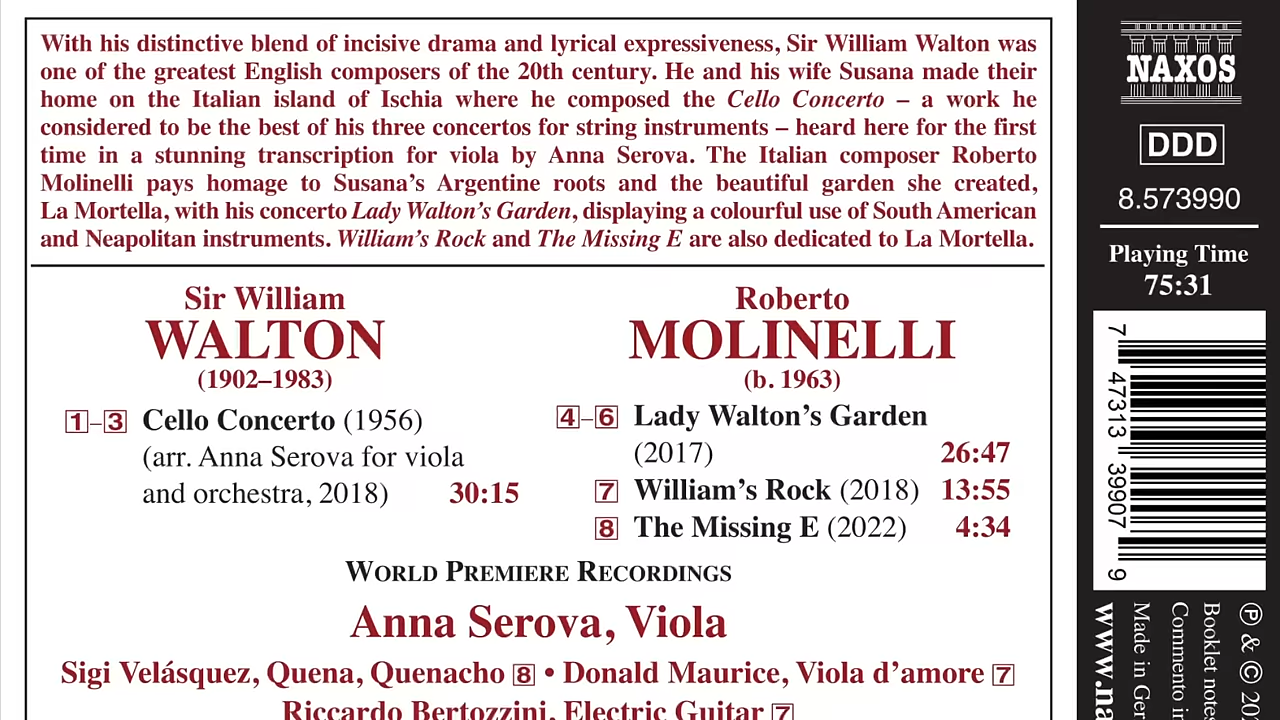 With his distinctive blend of incisive drama and lyrical expressiveness, Sir William Walton was
one of the greatest English composers of the 20th century. He and his wife Susana made their
home on the Italian island of Ischia where he composed the Cello Concerto – a work he
considered to be the best of his three concertos for string instruments – heard here for the first
time in a stunning transcription for viola by Anna Serova. The Italian composer Roberto
Molinelli pays homage to Susana's Argentine roots and the beautiful garden she created,
La Mortella, with his concerto Lady Walton's Garden, displaying a colourful use of South American
and Neapolitan instruments. William's Rock and The Missing E are also dedicated to La Mortella.
Sir William
WALTON
(1902–1983)
1–3 Cello Concerto (1956)
(arr. Anna Serova for viola
and orchestra, 2018) 30:15
Roberto
MOLINELLI
(b. 1963)
4–6 Lady Walton's Garden
(2017) 26:47
7 William's Rock (2018) 13:55
8 The Missing E (2022) 4:34
WORLD PREMIERE RECORDINGS
Anna Serova, Viola
Sigi Velásquez, Quena, Quenacho 8 • Donald Maurice, Viola d'amore 7
Riccardo Bertozzini, Electric Guitar 7
NAXOS
DDD
8.573990
Playing Time
75:31
7 47313 39907 9
℗ & © 20
Booklet note
Commento i
Made in Ger
www.na